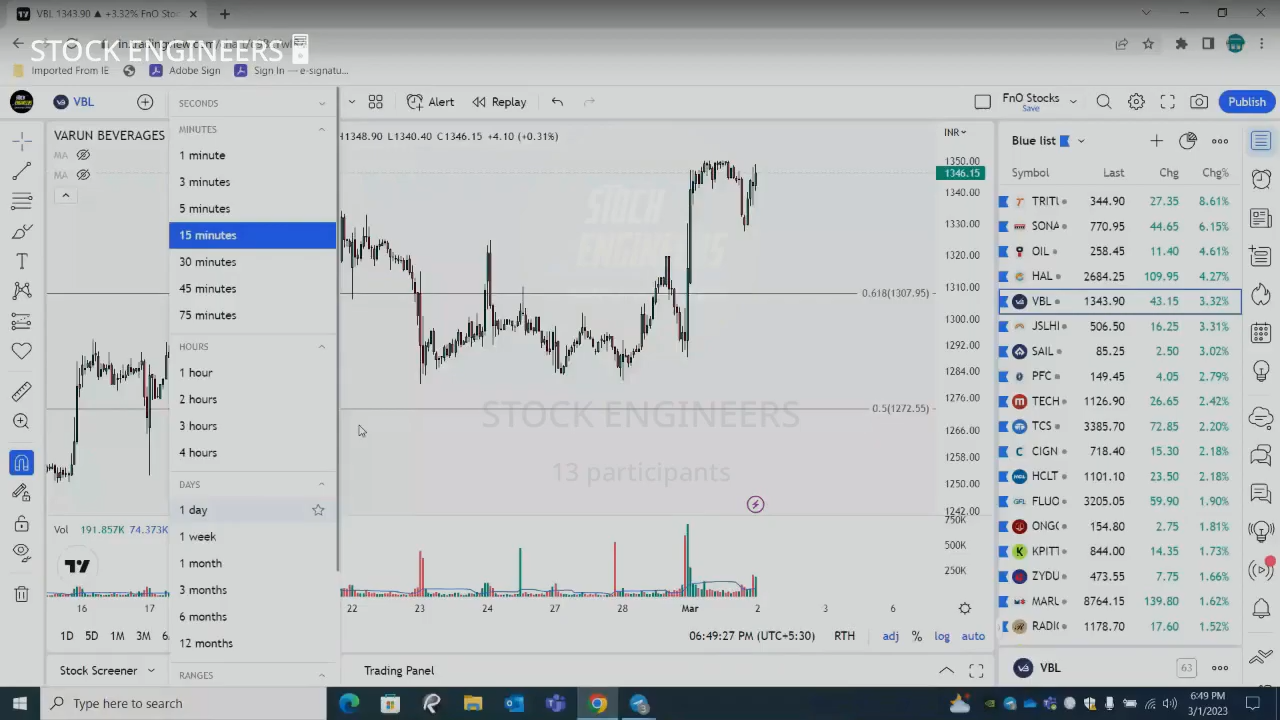 VBL 1343.90 ▲ +3.32% FnO Stoc
STOCK ENGINEERS
Imported From IE
Adobe Sign
Sign In — e-signatu...
VBL
Alert
Replay
FnO Stocks
Save
Publish
VARUN BEVERAGES
H1348.90 L1340.40 C1346.15 +4.10 (+0.31%)
MA
MA
SECONDS
MINUTES
1 minute
3 minutes
5 minutes
15 minutes
30 minutes
45 minutes
75 minutes
HOURS
1 hour
2 hours
3 hours
4 hours
DAYS
1 day
1 week
1 month
3 months
6 months
12 months
RANGES
STOCK
ENGINEERS
0.618(1307.95)
0.5(1272.55)
STOCK ENGINEERS
13 participants
INR
1350.00
1346.15
1340.00
1330.00
1320.00
1310.00
1300.00
1292.00
1284.00
1276.00
1266.00
1258.00
1250.00
1242.00
750K
500K
250K
Vol 191.857K 74.373K
16 17 22 23 24 27 28 Mar 2 3 6
1D 5D 1M 3M
06:49:27 PM (UTC+5:30) RTH adj % log auto
Stock Screener
Trading Panel
Blue list
Symbol Last Chg Chg%
TRITL 344.90 27.35 8.61%
SONA 770.95 44.65 6.15%
OIL 258.25 11.40 4.61%
HAL 2684.25 109.95 4.27%
VBL 1343.90 43.15 3.32%
JSLHI 506.50 16.25 3.31%
SAIL 85.25 2.50 3.02%
PFC 149.45 4.05 2.79%
TECH 1126.90 26.65 2.42%
TCS 3385.70 72.85 2.20%
CIGN 748.40 15.30 2.18%
HCLT 1101.10 23.50 2.18%
FLUO 3205.05 59.90 1.90%
ONGC 154.80 2.75 1.81%
KPITT 844.00 14.35 1.73%
ZYDU 473.55 7.75 1.66%
MARU 8764.15 139.80 1.62%
RADIC 1178.70 17.60 1.52%
VBL
63
Type here to search
6:49 PM
3/1/2023